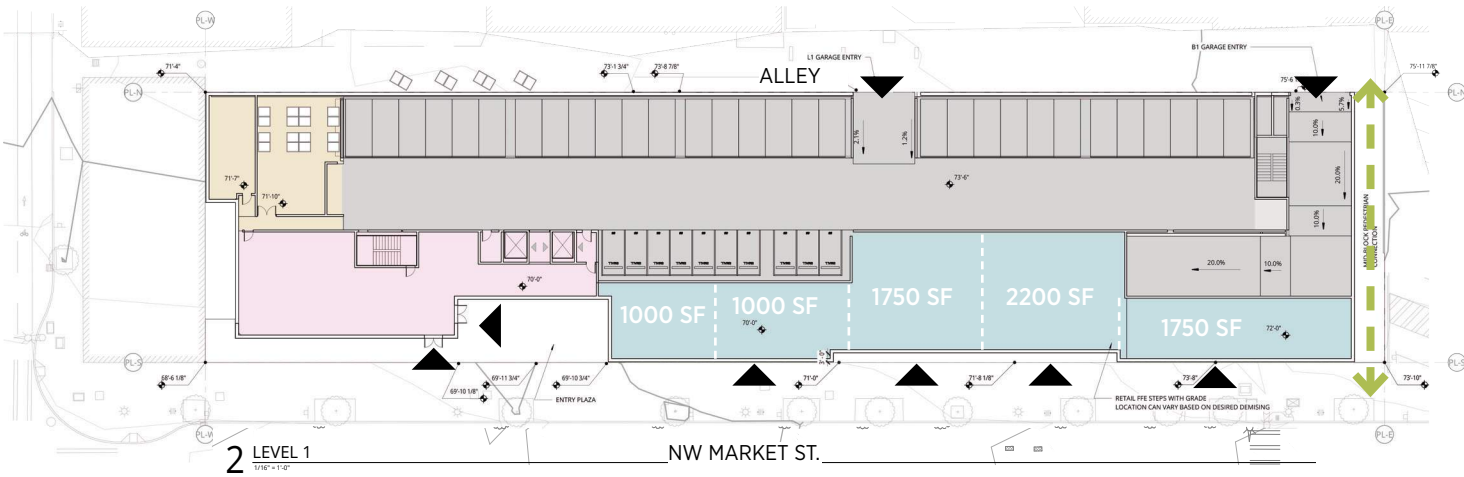 PL-W
PL-E
B1 GARAGE ENTRY
L1 GARAGE ENTRY
71'-4"
73'-1 3/4"
73'-8 7/8"
ALLEY
75'-6
75'-11 7/8"
PL-N
PL-N
0.3%
5.7%
2.1%
1.2%
10.0%
20.0%
71'-7"
71'-10"
73'-6"
10.0%
MID-BLOCK PEDESTRIAN
CONNECTION
20.0%
10.0%
70'-0"
1000 SF
1000 SF
1750 SF
2200 SF
1750 SF
70'-0"
72'-0"
3'-0"
PL-S
PL-S
68'-6 1/8"
69'-11 3/4"
69'-10 3/4"
71'-0"
71'-8 1/8"
73'-8"
73'-10"
69'-10 1/8"
ENTRY PLAZA
RETAIL FFE STEPS WITH GRADE
LOCATION CAN VARY BASED ON DESIRED DEMISING
PL-W
PL-E
2 LEVEL 1
1/16" = 1'-0"
NW MARKET ST.